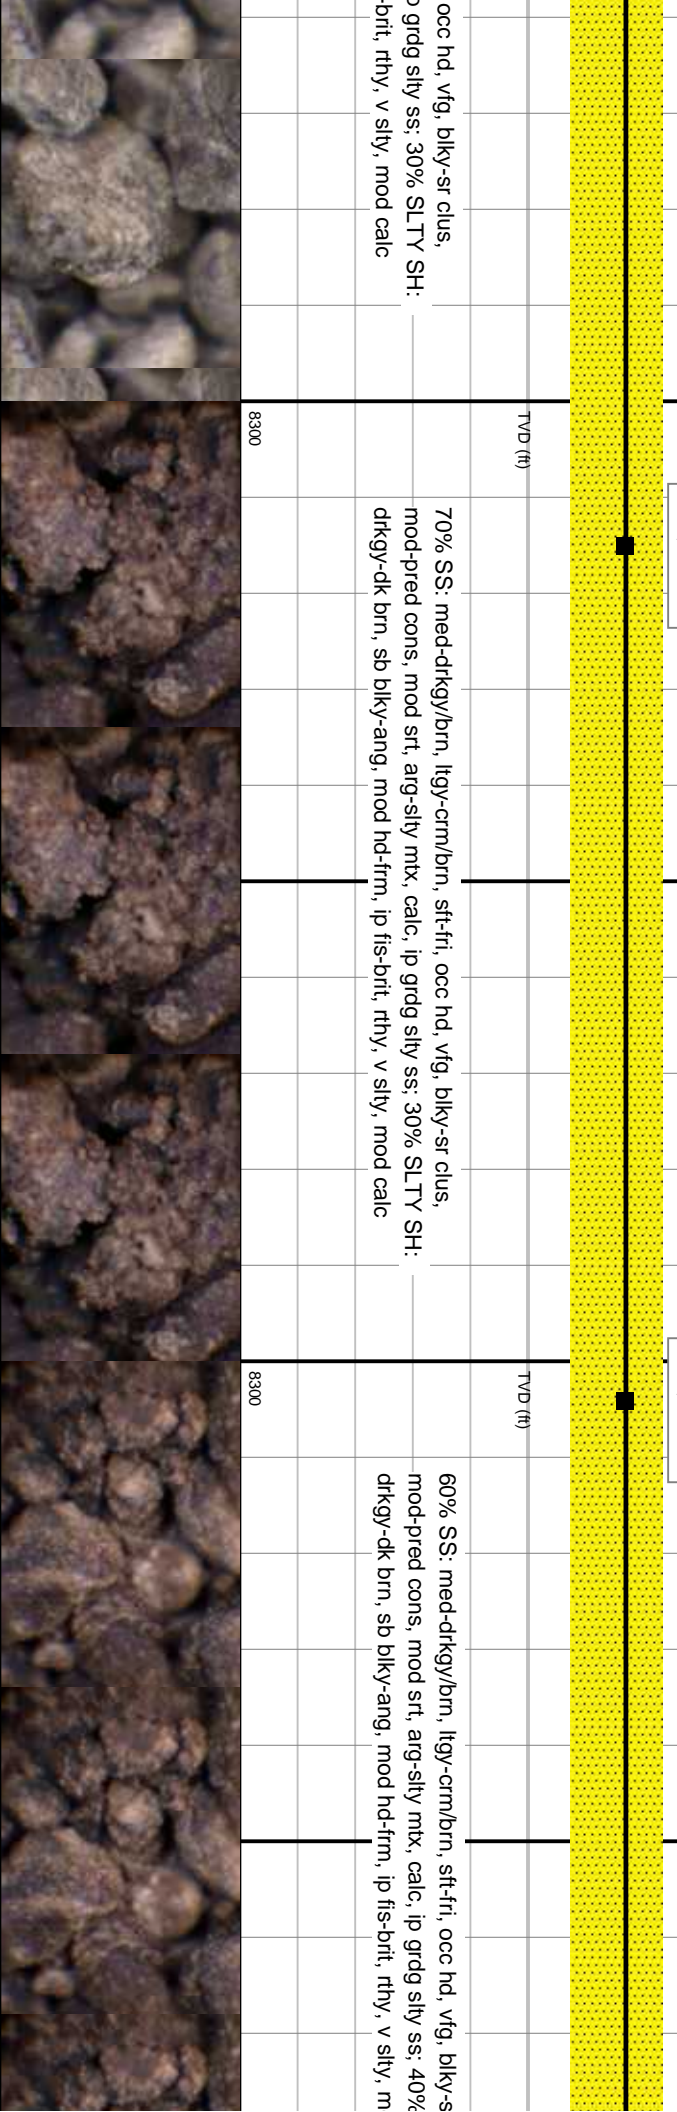 occ hd, vfg, blky-sr clus,
grdg slty ss; 30% SLTY SH:
-brit, rthy, v slty, mod calc
TVD (ft)
8300
70% SS: med-drkgy/brn, ltgy-crm/brn, sft-fri, occ hd, vfg, blky-sr clus,
mod-pred cons, mod srt, arg-slty mtx, calc, ip grdg slty ss; 30% SLTY SH:
drkgy-dk brn, sb blky-ang, mod hd-frm, ip fis-brit, rthy, v slty, mod calc
TVD (ft)
8300
60% SS: med-drkgy/brn, ltgy-crm/brn, sft-fri, occ hd, vfg, blky-s
mod-pred cons, mod srt, arg-slty mtx, calc, ip grdg slty ss; 40%
drkgy-dk brn, sb blky-ang, mod hd-frm, ip fis-brit, rthy, v slty, m